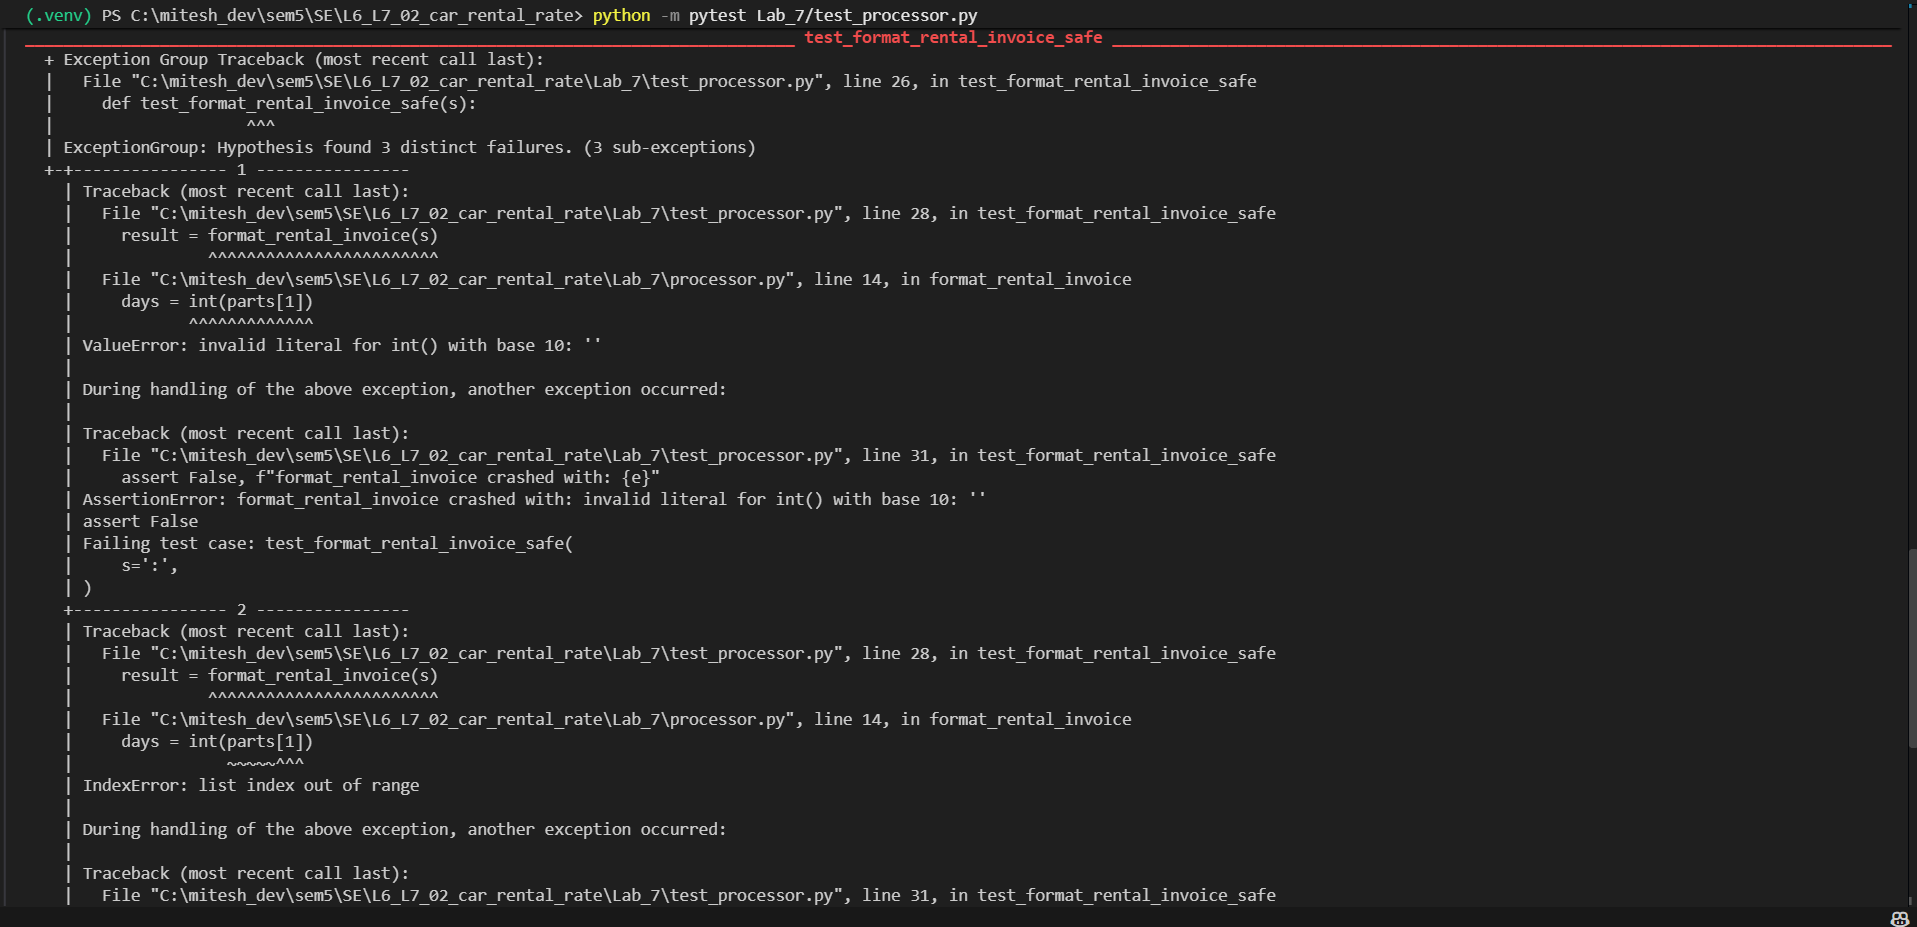 (.venv) PS C:\mitesh_dev\sem5\SE\L6_L7_02_car_rental_rate> python -m pytest Lab_7/test_processor.py
________________ test_format_rental_invoice_safe ________________
  + Exception Group Traceback (most recent call last):
  |   File "C:\mitesh_dev\sem5\SE\L6_L7_02_car_rental_rate\Lab_7\test_processor.py", line 26, in test_format_rental_invoice_safe
  |     def test_format_rental_invoice_safe(s):
  |                    ^^^
  | ExceptionGroup: Hypothesis found 3 distinct failures. (3 sub-exceptions)
  +-+---------------- 1 ----------------
    | Traceback (most recent call last):
    |   File "C:\mitesh_dev\sem5\SE\L6_L7_02_car_rental_rate\Lab_7\test_processor.py", line 28, in test_format_rental_invoice_safe
    |     result = format_rental_invoice(s)
    |              ^^^^^^^^^^^^^^^^^^^^^^^^
    |   File "C:\mitesh_dev\sem5\SE\L6_L7_02_car_rental_rate\Lab_7\processor.py", line 14, in format_rental_invoice
    |     days = int(parts[1])
    |            ^^^^^^^^^^^^^
    | ValueError: invalid literal for int() with base 10: ''
    |
    | During handling of the above exception, another exception occurred:
    |
    | Traceback (most recent call last):
    |   File "C:\mitesh_dev\sem5\SE\L6_L7_02_car_rental_rate\Lab_7\test_processor.py", line 31, in test_format_rental_invoice_safe
    |     assert False, f"format_rental_invoice crashed with: {e}"
    | AssertionError: format_rental_invoice crashed with: invalid literal for int() with base 10: ''
    | assert False
    | Failing test case: test_format_rental_invoice_safe(
    |     s=':',
    | )
    +---------------- 2 ----------------
    | Traceback (most recent call last):
    |   File "C:\mitesh_dev\sem5\SE\L6_L7_02_car_rental_rate\Lab_7\test_processor.py", line 28, in test_format_rental_invoice_safe
    |     result = format_rental_invoice(s)
    |              ^^^^^^^^^^^^^^^^^^^^^^^^
    |   File "C:\mitesh_dev\sem5\SE\L6_L7_02_car_rental_rate\Lab_7\processor.py", line 14, in format_rental_invoice
    |     days = int(parts[1])
    |                ~~~~~^^^
    | IndexError: list index out of range
    |
    | During handling of the above exception, another exception occurred:
    |
    | Traceback (most recent call last):
    |   File "C:\mitesh_dev\sem5\SE\L6_L7_02_car_rental_rate\Lab_7\test_processor.py", line 31, in test_format_rental_invoice_safe